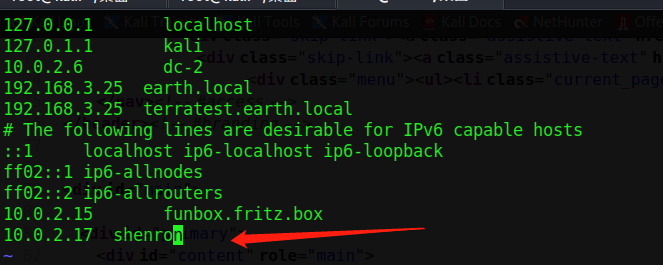 127.0.0.1 localhost
127.0.1.1 kali
10.0.2.6 dc-2
192.168.3.25 earth.local
192.168.3.25 terratest.earth.local
# The following lines are desirable for IPv6 capable hosts
::1 localhost ip6-localhost ip6-loopback
ff02::1 ip6-allnodes
ff02::2 ip6-allrouters
10.0.2.15 funbox.fritz.box
10.0.2.17 shenron
~